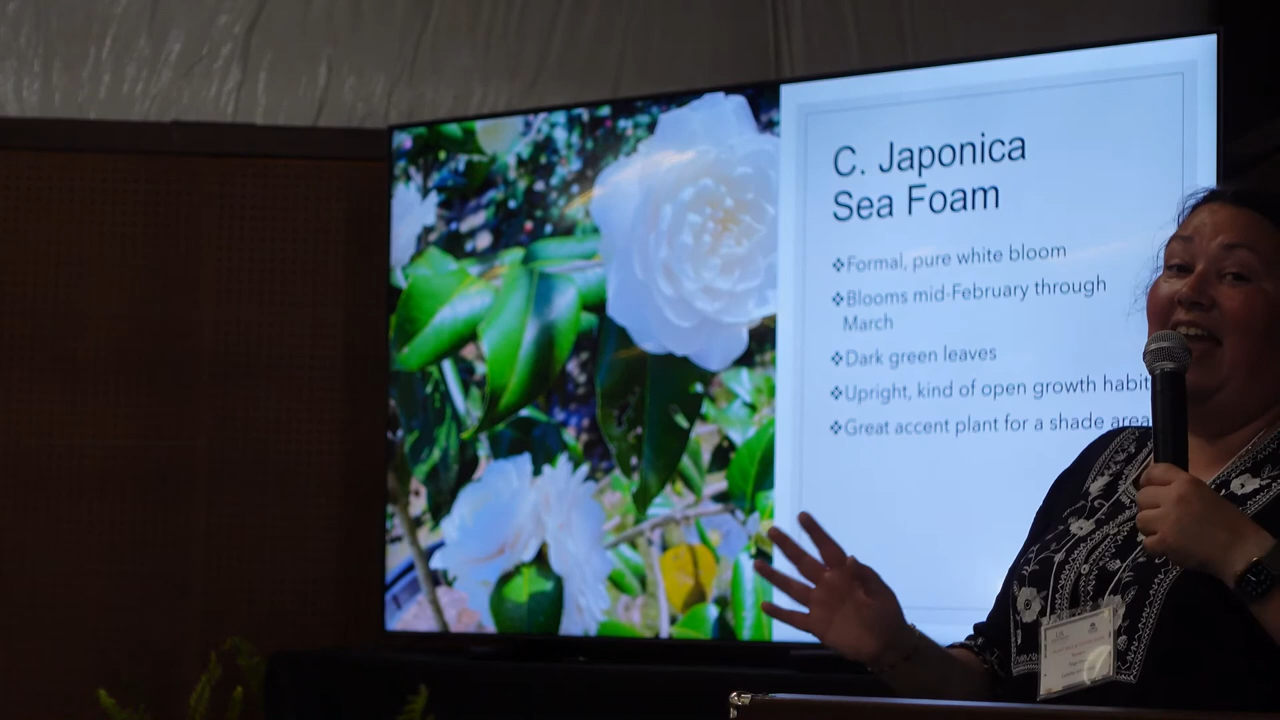 C. Japonica
Sea Foam
❖Formal, pure white bloom
❖Blooms mid-February through
March
❖Dark green leaves
❖Upright, kind of open growth habit
❖Great accent plant for a shade area